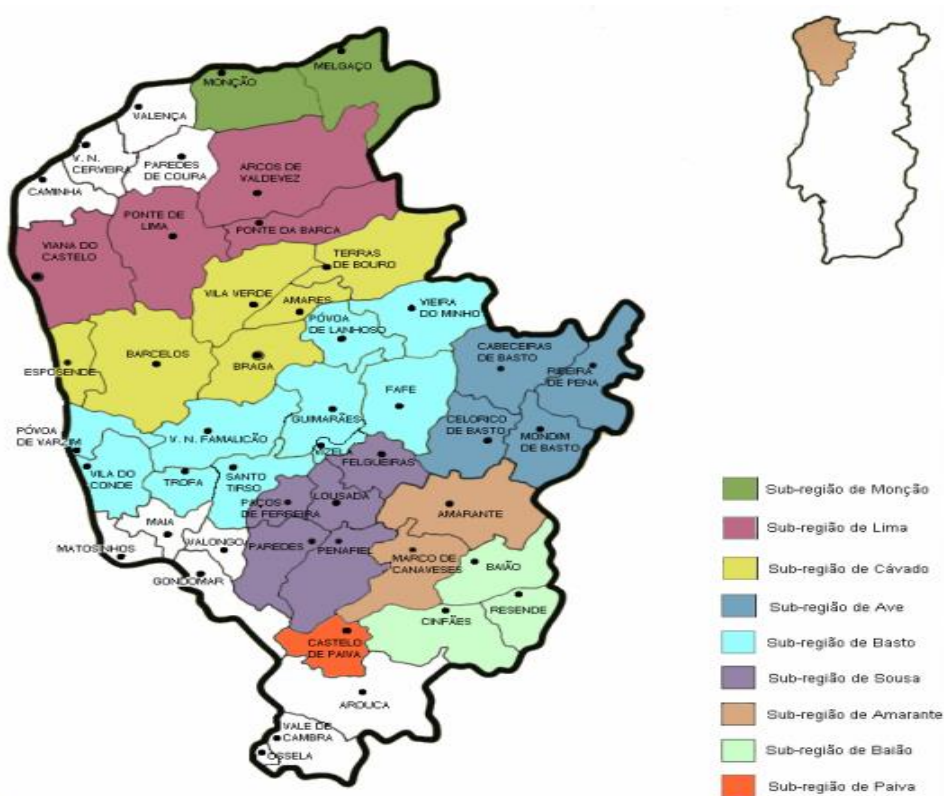 MELGAÇO
MONÇÃO
VALENÇA
V. N.
CERVEIRA
PAREDES
DE COURA
ARCOS DE
VALDEVEZ
CAMINHA
PONTE DE
LIMA
PONTE DA BARCA
VIANA DO
CASTELO
TERRAS
DE BOURO
VILA VERDE
AMARES
VIEIRA
DO MINHO
PÓVOA
DE LANHOSO
CABECEIRAS
DE BASTO
BARCELOS
BRAGA
ESPOSENDE
RIBEIRA
DE PENA
FAFE
GUIMARÃES
CELORICO
DE BASTO
MONDIM
DE BASTO
PÓVOA
DE VARZIM
V. N. FAMALICÃO
VIZELA
FELGUEIRAS
VILA DO
CONDE
TROFA
SANTO
TIRSO
LOUSADA
PAÇOS
DE FERREIRA
AMARANTE
MAIA
MATOSINHOS
VALONGO
PAREDES
PENAFIEL
MARCO DE
CANAVESES
BAIÃO
GONDOMAR
RESENDE
CINFÃES
CASTELO
DE PAIVA
AROUCA
VALE DE
CAMBRA
OSSELA
Sub-região de Monção
Sub-região de Lima
Sub-região de Cávado
Sub-região de Ave
Sub-região de Basto
Sub-região de Sousa
Sub-região de Amarante
Sub-região de Baião
Sub-região de Paiva